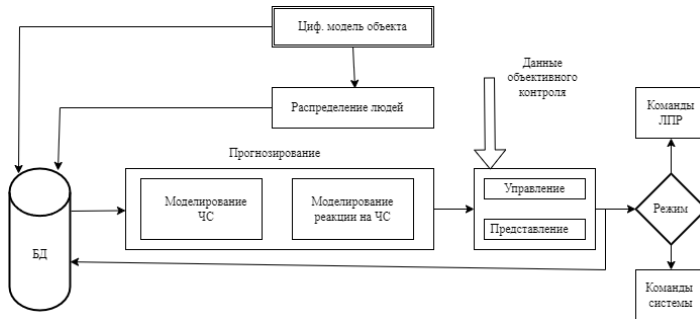 Циф. модель объекта
Данные
объективного
контроля
Распределение людей
Команды
ЛПР
Прогнозирование
Моделирование
ЧС
Моделирование
реакции на ЧС
Управление
Представление
Режим
БД
Команды
системы